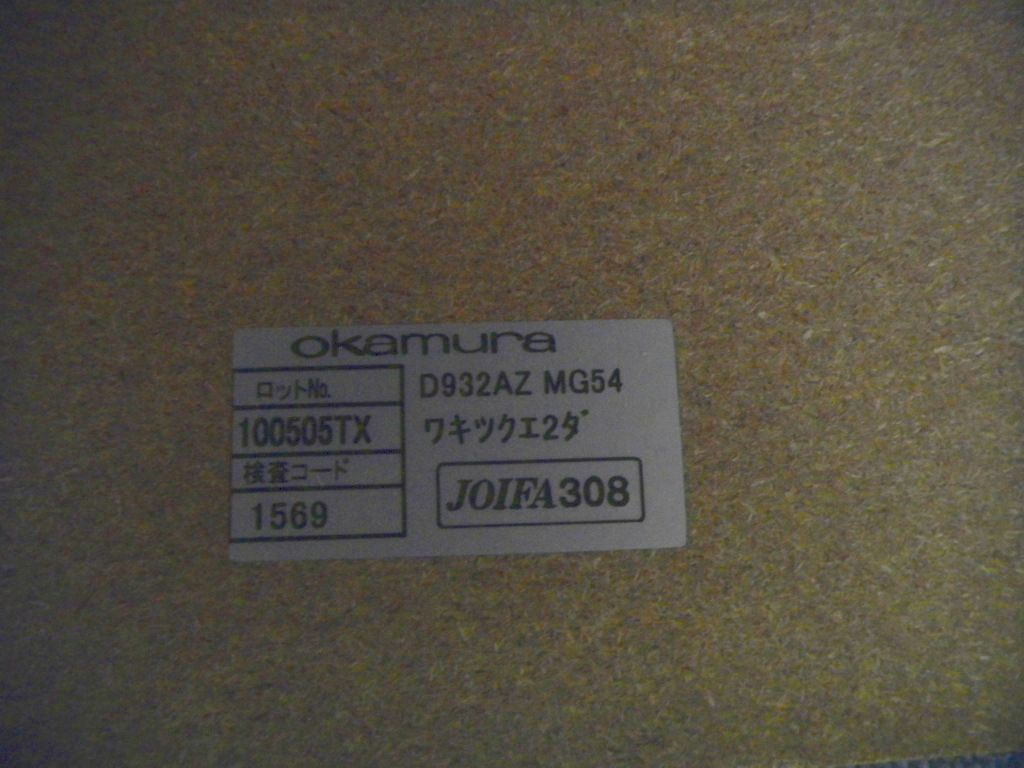 okamura
ロットNo.
100505TX
検査コード
1569
D932AZ MG54
ワキツクエ2ダ
JOIFA308